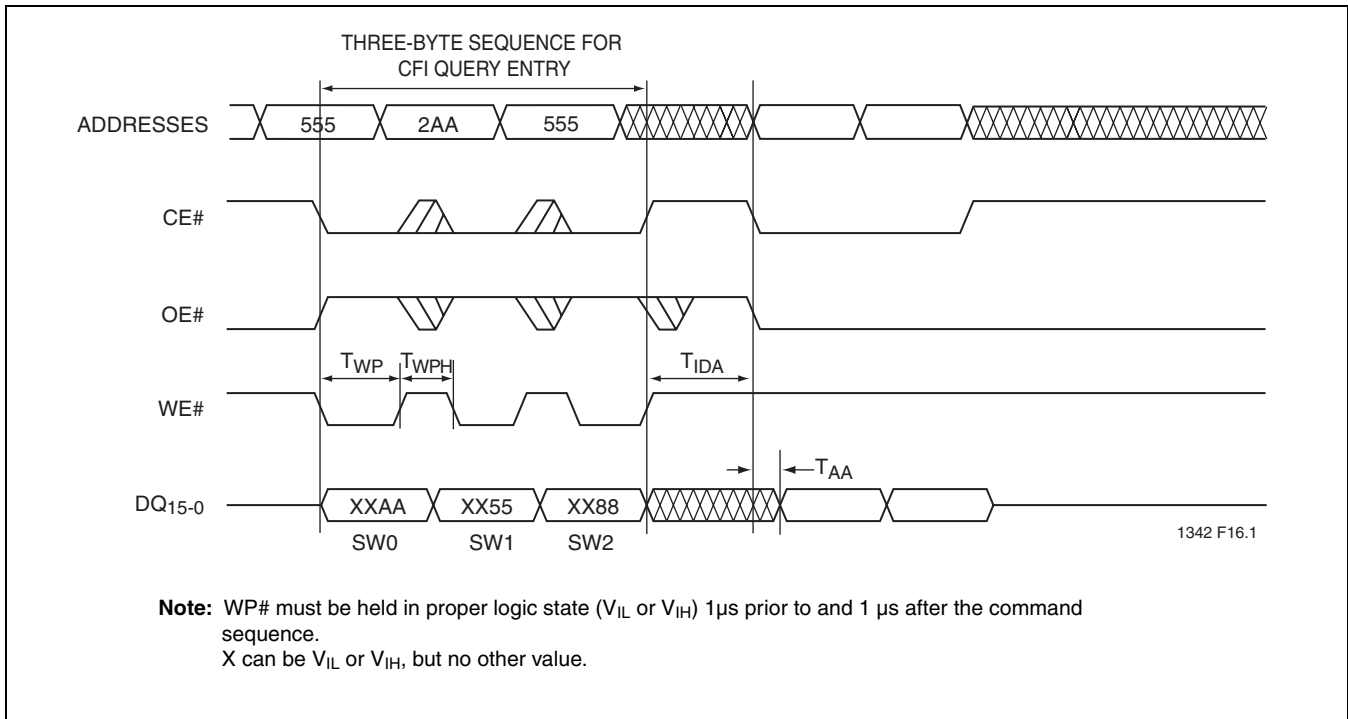 THREE-BYTE SEQUENCE FOR
CFI QUERY ENTRY
ADDRESSES 555 2AA 555
CE#
OE#
TWP TWPH TIDA
WE#
TAA
DQ15-0 XXAA XX55 XX88
SW0 SW1 SW2
1342 F16.1
Note: WP# must be held in proper logic state (VIL or VIH) 1µs prior to and 1 µs after the command
sequence.
X can be VIL or VIH, but no other value.